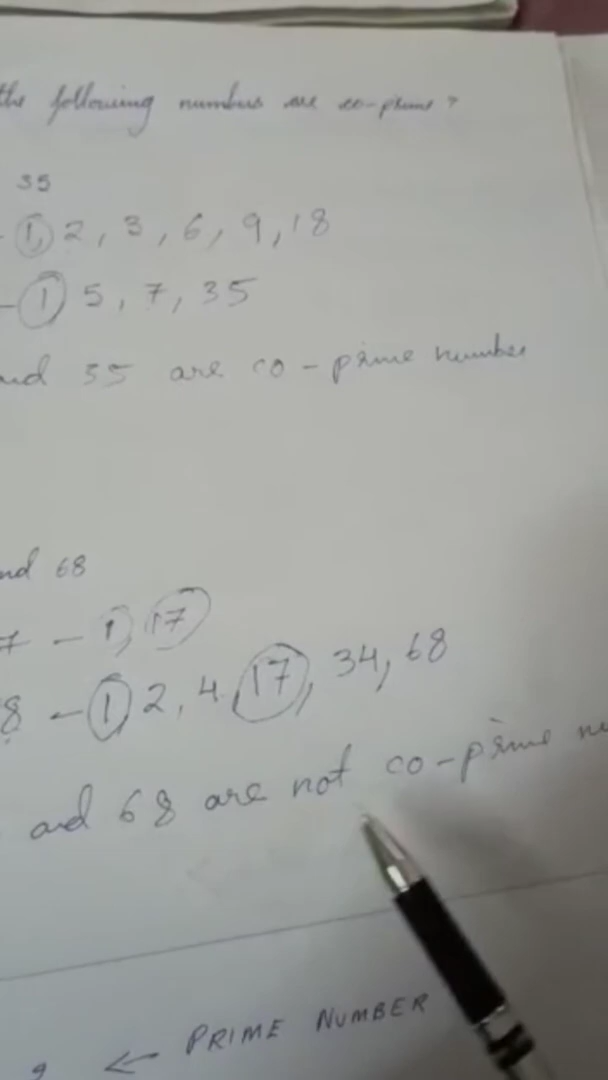 the following numbers are co-prime?
35
- 1, 2, 3, 6, 9, 18
- 1 5, 7, 35
and 35 are co-prime number
and 68
7 - 1, 17
8 - 1, 2, 4, 17, 34, 68
and 68 are not co-prime
← PRIME NUMBER